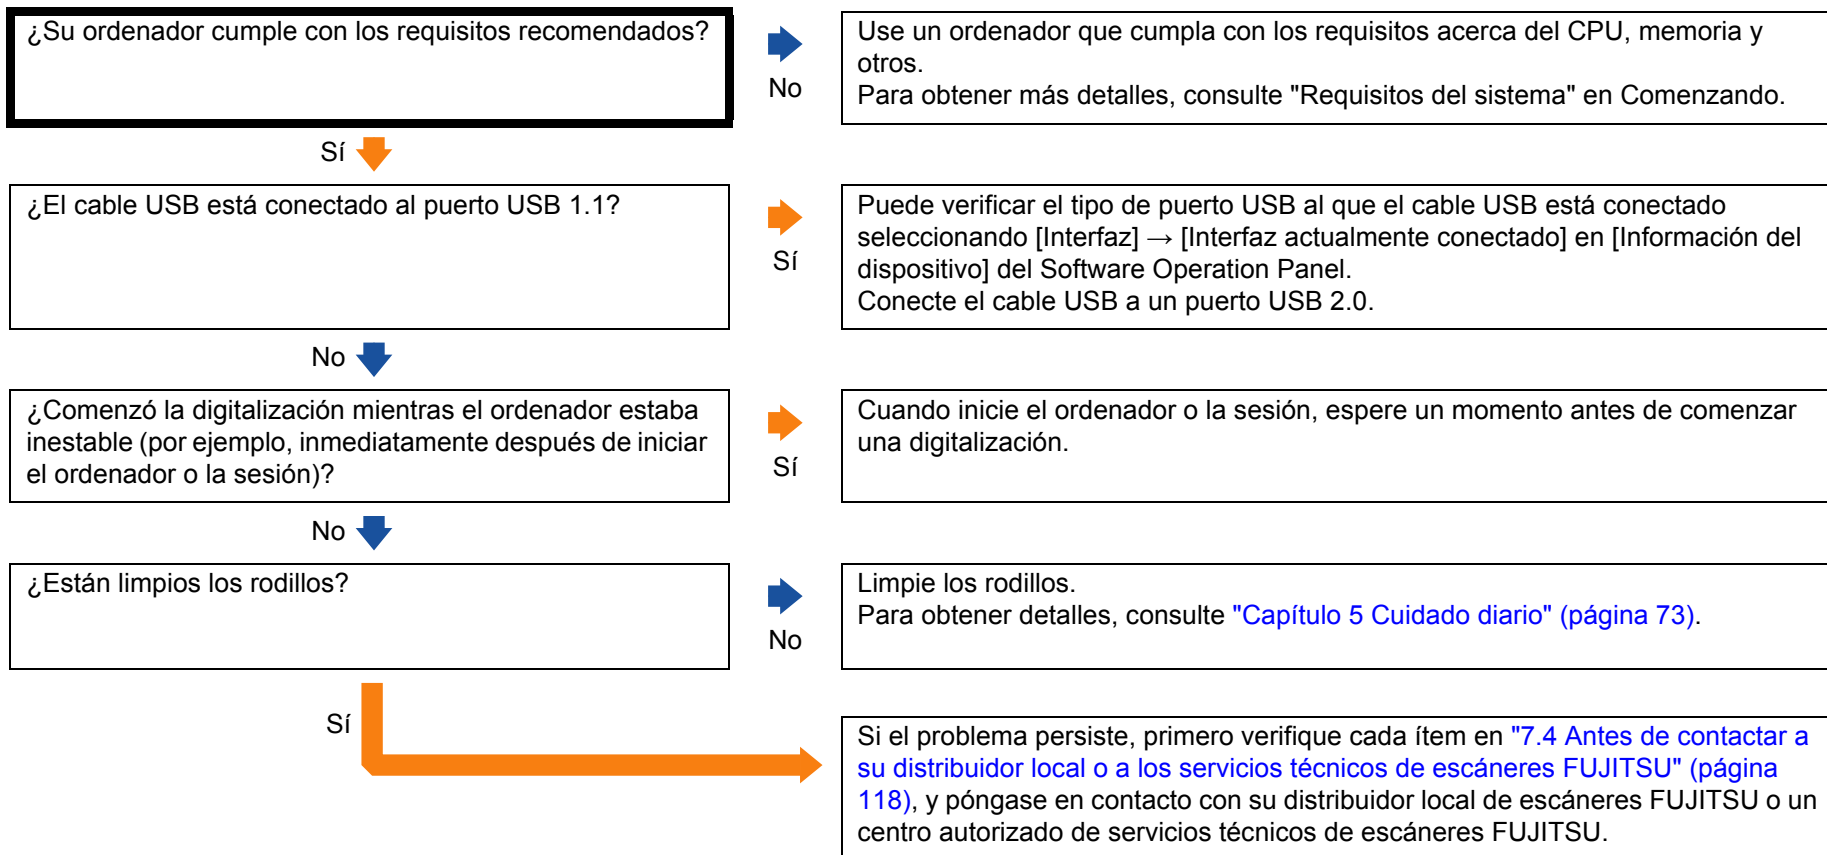 ¿Su ordenador cumple con los requisitos recomendados?
No
Use un ordenador que cumpla con los requisitos acerca del CPU, memoria y
otros.
Para obtener más detalles, consulte "Requisitos del sistema" en Comenzando.
Sí
¿El cable USB está conectado al puerto USB 1.1?
Sí
Puede verificar el tipo de puerto USB al que el cable USB está conectado
seleccionando [Interfaz] → [Interfaz actualmente conectado] en [Información del
dispositivo] del Software Operation Panel.
Conecte el cable USB a un puerto USB 2.0.
No
¿Comenzó la digitalización mientras el ordenador estaba
inestable (por ejemplo, inmediatamente después de iniciar
el ordenador o la sesión)?
Sí
Cuando inicie el ordenador o la sesión, espere un momento antes de comenzar
una digitalización.
No
¿Están limpios los rodillos?
No
Limpie los rodillos.
Para obtener detalles, consulte "Capítulo 5 Cuidado diario" (página 73).
Sí
Si el problema persiste, primero verifique cada ítem en "7.4 Antes de contactar a
su distribuidor local o a los servicios técnicos de escáneres FUJITSU" (página
118), y póngase en contacto con su distribuidor local de escáneres FUJITSU o un
centro autorizado de servicios técnicos de escáneres FUJITSU.